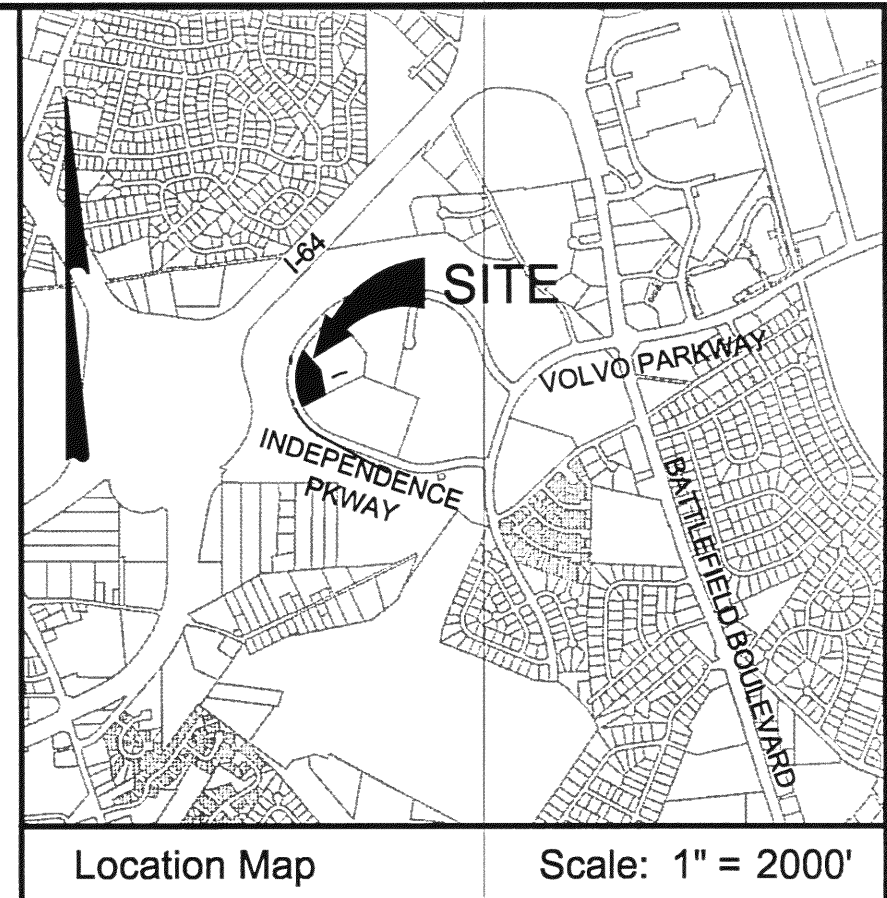 I-64
SITE
VOLVO PARKWAY
INDEPENDENCE
PKWAY
BATTLEFIELD BOULEVARD
Location Map
Scale: 1" = 2000'